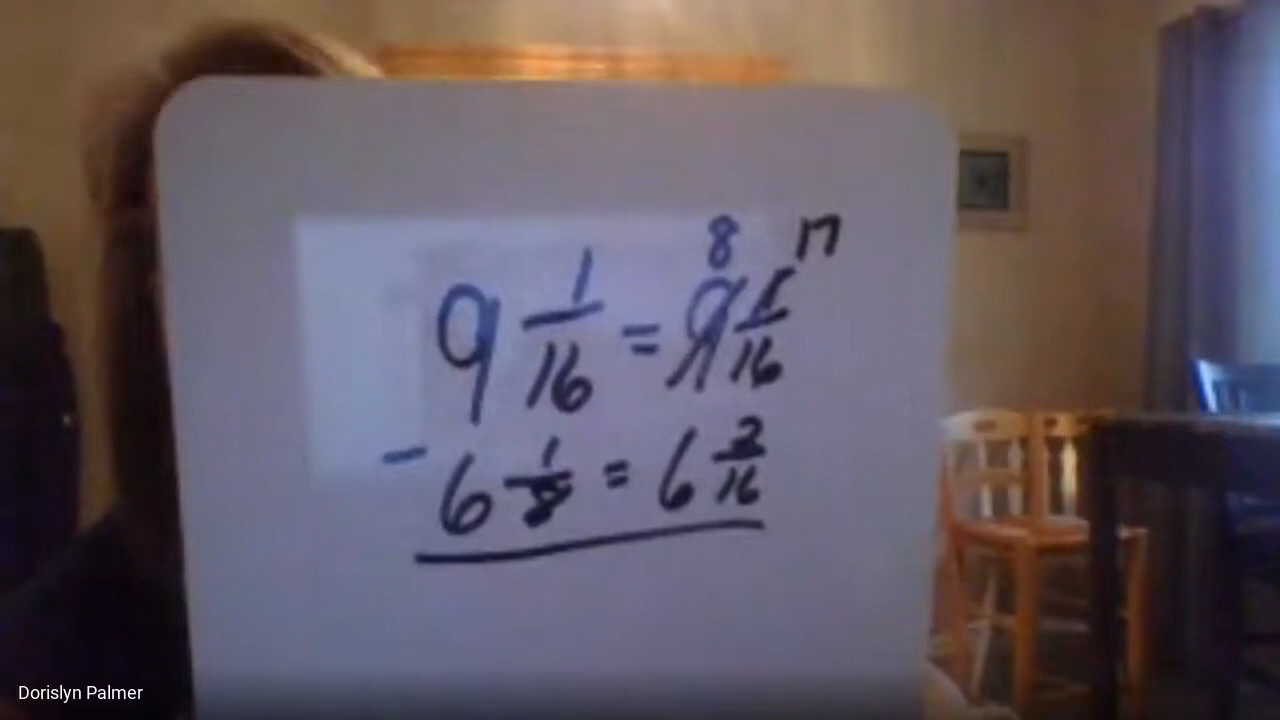 8 17
9 1/16 = 9 1/16
- 6 1/8 = 6 2/16
Dorislyn Palmer